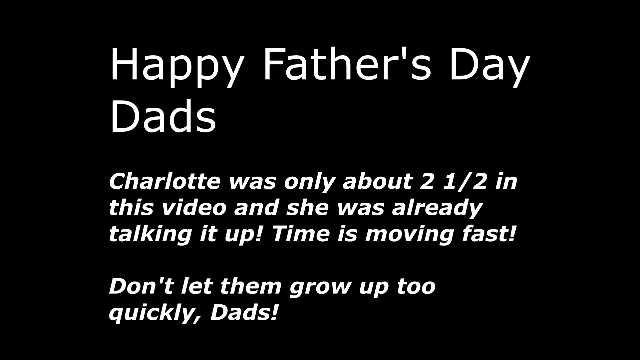 Happy Father's Day
Dads
Charlotte was only about 2 1/2 in
this video and she was already
talking it up! Time is moving fast!
Don't let them grow up too
quickly, Dads!